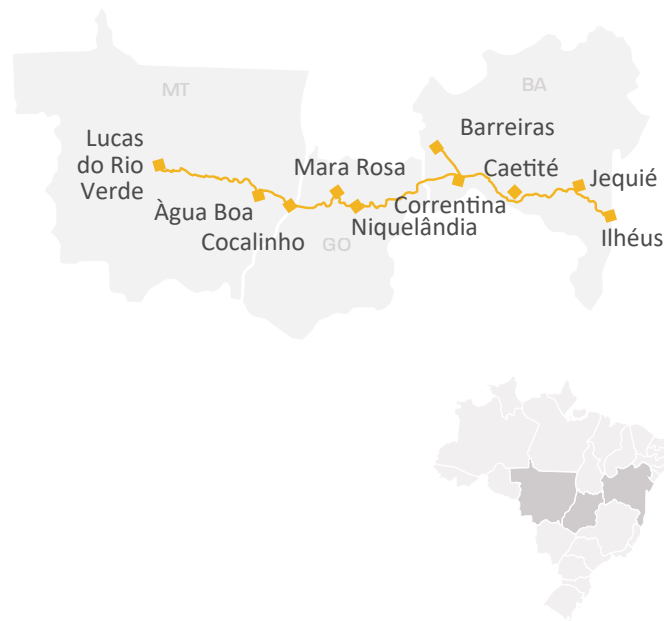 MT
BA
Lucas
do Rio
Verde
Barreiras
Mara Rosa
Caetité
Jequié
Àgua Boa
Correntina
Niquelândia
Cocalinho
GO
Ilhéus